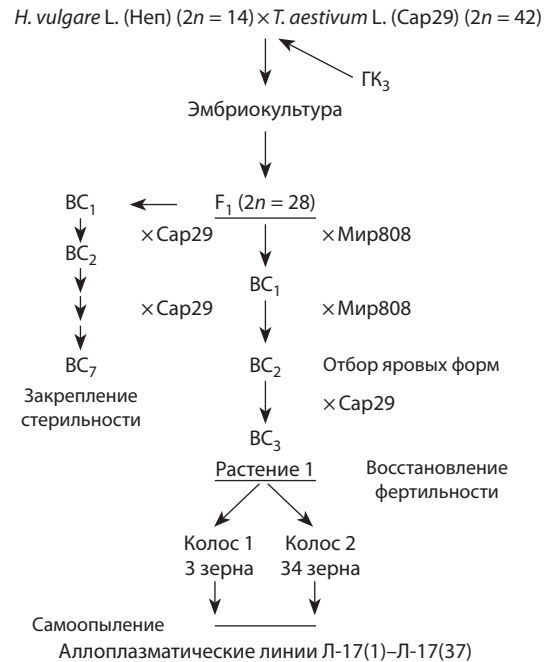 H. vulgare L. (Неп) (2n = 14) × T. aestivum L. (Сар29) (2n = 42)
ГК₃
Эмбриокультура
BC₁
F₁ (2n = 28)
×Сар29
×Мир808
BC₂
BC₁
×Сар29
×Мир808
BC₇
BC₂
Отбор яровых форм
Закрепление
стерильности
×Сар29
BC₃
Растение 1
Восстановление
фертильности
Колос 1
3 зерна
Колос 2
34 зерна
Самоопыление
Аллоплазматические линии Л-17(1)–Л-17(37)